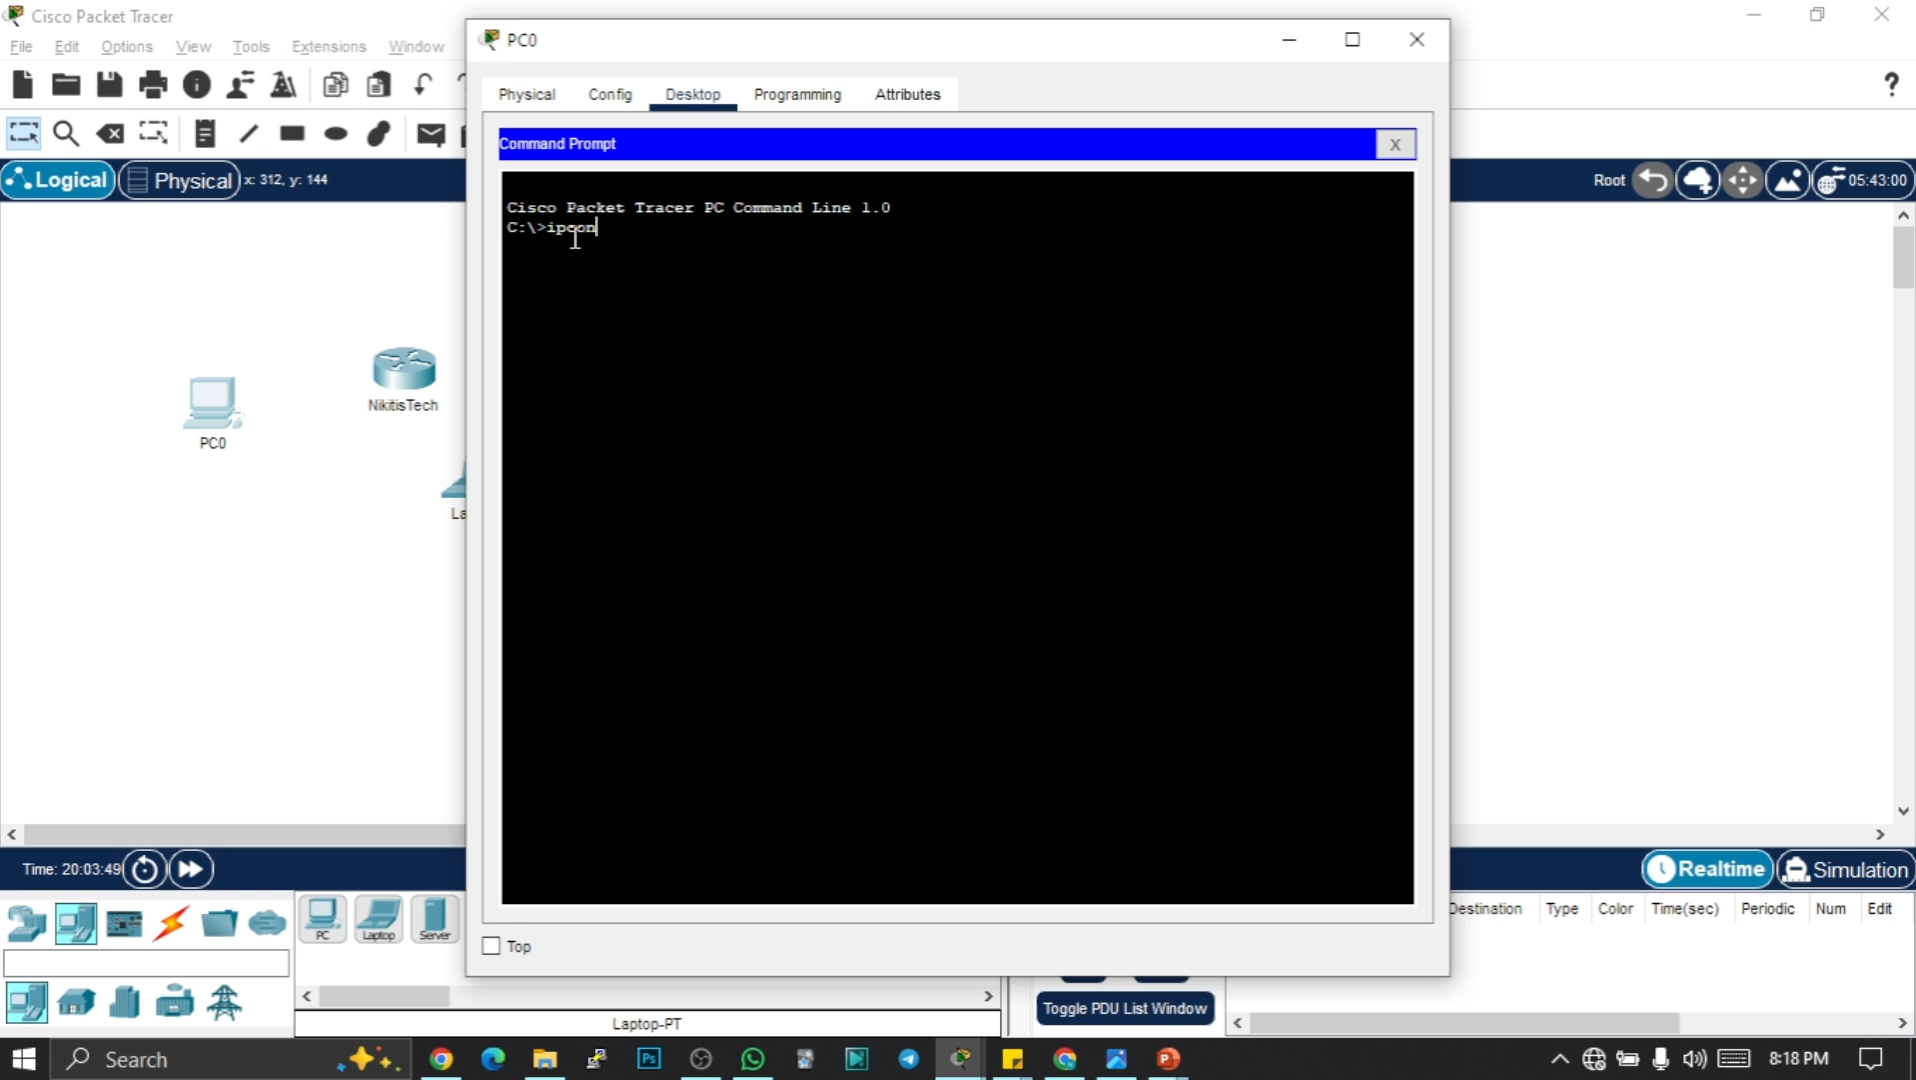 Cisco Packet Tracer
File Edit Options View Tools Extensions Window
PC0
Physical Config Desktop Programming Attributes
Command Prompt
X
Logical Physical x: 312, y: 144
Root 05:43:00
Cisco Packet Tracer PC Command Line 1.0
C:\>ipcon
NikitisTech
PC0
La
Time: 20:03:49
Realtime Simulation
PC Laptop Server
Destination Type Color Time(sec) Periodic Num Edit
Top
Toggle PDU List Window
Laptop-PT
Search
Ps
P
8:18 PM